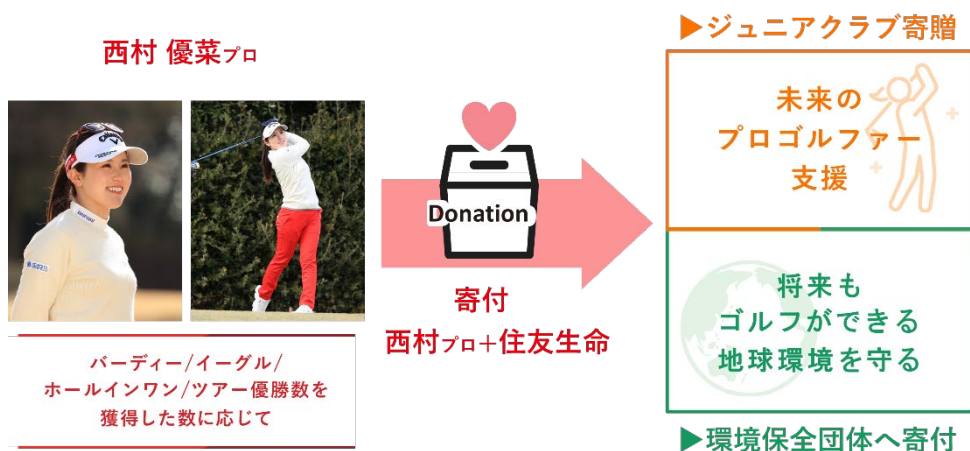 西村 優菜プロ
バーディー/イーグル/
ホールインワン/ツアー優勝数を
獲得した数に応じて
Donation
寄付
西村プロ+住友生命
▶ジュニアクラブ寄贈
未来の
プロゴルファー
支援
将来も
ゴルフができる
地球環境を守る
▶環境保全団体へ寄付